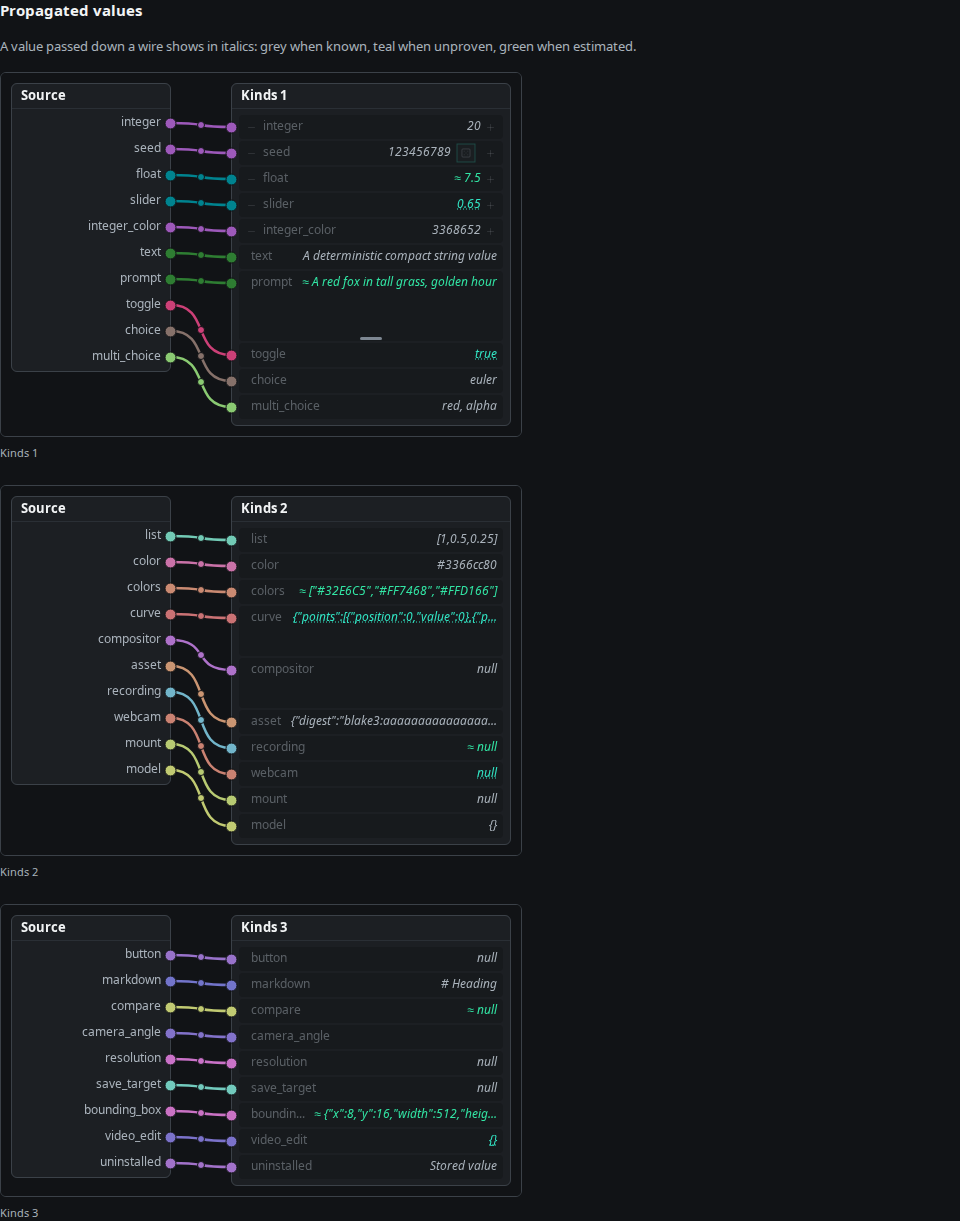 Propagated values
A value passed down a wire shows in italics: grey when known, teal when unproven, green when estimated.
Source
integer
seed
float
slider
integer_color
text
prompt
toggle
choice
multi_choice
Kinds 1
− integer 20 +
− seed 123456789 +
− float ≈ 7.5 +
− slider 0.65 +
− integer_color 3368652 +
text A deterministic compact string value
prompt ≈ A red fox in tall grass, golden hour
toggle true
choice euler
multi_choice red, alpha
Kinds 1
Source
list
color
colors
curve
compositor
asset
recording
webcam
mount
model
Kinds 2
list [1,0.5,0.25]
color #3366cc80
colors ≈ ["#32E6C5","#FF7468","#FFD166"]
curve {"points":[{"position":0,"value":0},{"p...
compositor null
asset {"digest":"blake3:aaaaaaaaaaaaaaa...
recording ≈ null
webcam null
mount null
model {}
Kinds 2
Source
button
markdown
compare
camera_angle
resolution
save_target
bounding_box
video_edit
uninstalled
Kinds 3
button null
markdown # Heading
compare ≈ null
camera_angle
resolution null
save_target null
boundin... ≈ {"x":8,"y":16,"width":512,"heig...
video_edit {}
uninstalled Stored value
Kinds 3